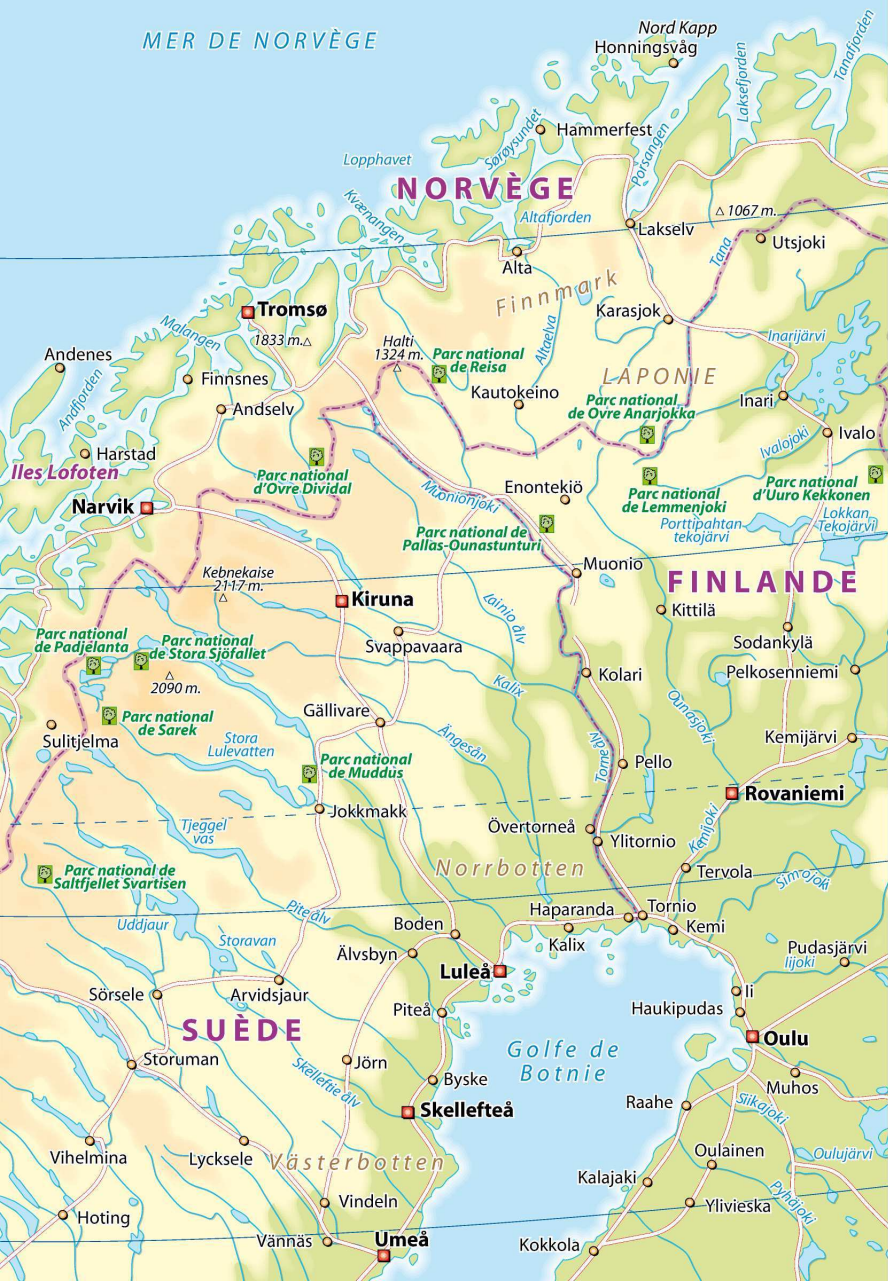 MER DE NORVÈGE
Nord Kapp
Honningsvåg
Tanafjorden
Laksefjorden
Hammerfest
Sørøysundet
Porsangen
Lopphavet
NORVÈGE
Kvænangen
Altafjorden
1067 m.
Lakselv
Tana
Utsjoki
Alta
Finnmark
Tromsø
Karasjok
Malangen
1833 m.
Halti
1324 m.
Altaelva
Inarijärvi
Andenes
Parc national
de Reisa
LAPONIE
Finnsnes
Kautokeino
Andfjorden
Parc national
de Ovre Anarjokka
Inari
Andselv
Ivalojoki
Ivalo
Harstad
Iles Lofoten
Parc national
d'Ovre Dividal
Muonionjoki
Enontekiö
Parc national
de Lemmenjoki
Parc national
d'Uuro Kekkonen
Narvik
Porttipahtan
tekojärvi
Lokkan
Tekojärvi
Parc national de
Pallas-Ounastunturi
Muonio
Kebnekaise
2117 m.
FINLANDE
Kiruna
Lainio älv
Kittilä
Parc national
de Padjelanta
Parc national
de Stora Sjöfallet
Svappavaara
Sodankylä
2090 m.
Kalix
Kolari
Pelkosenniemi
Parc national
de Sarek
Gällivare
Ounasjoki
Sulitjelma
Stora
Lulevatten
Ängesån
Torne älv
Kemijärvi
Parc national
de Muddus
Pello
Rovaniemi
Jokkmakk
Tjeggel
vas
Övertorneå
Ylitornio
Kemijoki
Parc national de
Saltfjellet Svartisen
Norrbotten
Tervola
Simojoki
Pite älv
Haparanda
Tornio
Uddjaur
Storavan
Boden
Kalix
Kemi
Älvsbyn
Pudasjärvi
Iijoki
Luleå
Sörsele
Arvidsjaur
Ii
Piteå
Haukipudas
SUÈDE
Oulu
Golfe de
Botnie
Storuman
Jörn
Skelleftie älv
Byske
Muhos
Skellefteå
Raahe
Siikajoki
Vihelmina
Lycksele
Västerbotten
Oulainen
Oulujärvi
Kalajaki
Pyhäjoki
Vindeln
Ylivieska
Hoting
Vännäs
Umeå
Kokkola